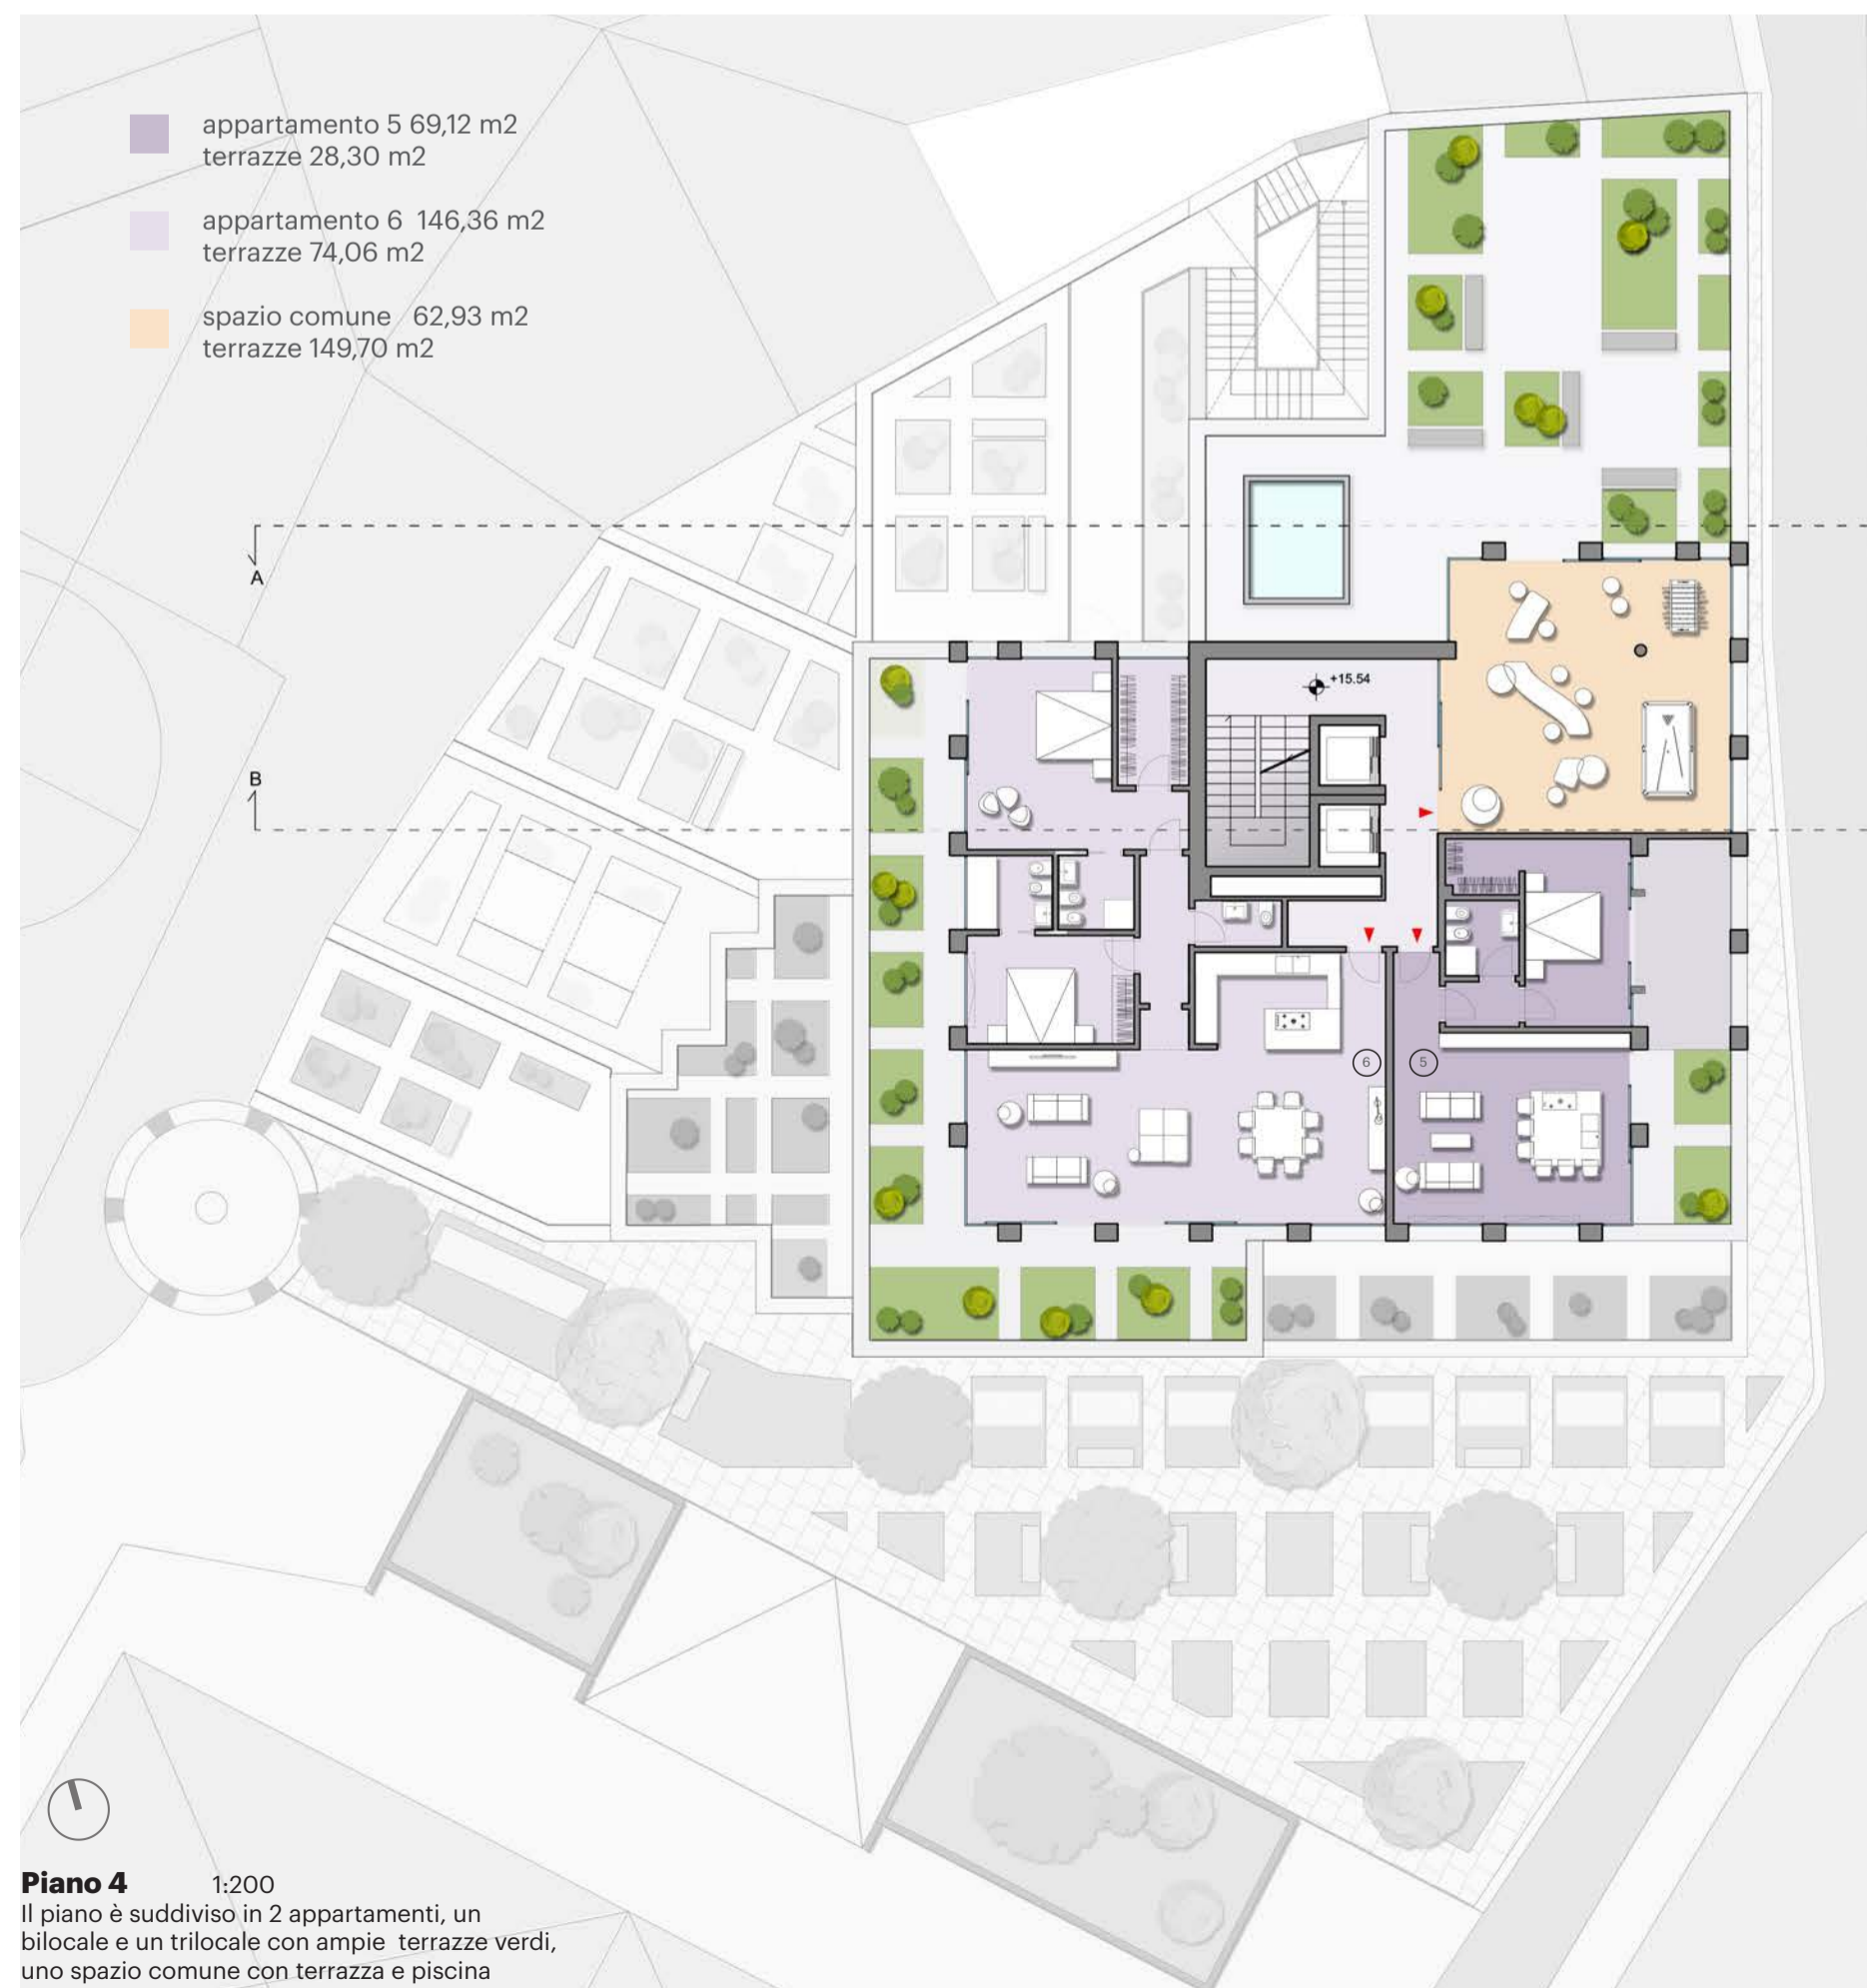 appartamento 5 69,12 m2
terrazze 28,30 m2
appartamento 6 146,36 m2
terrazze 74,06 m2
spazio comune 62,93 m2
terrazze 149,70 m2
A
B
+15.54
6
5
Piano 4 1:200
Il piano è suddiviso in 2 appartamenti, un
bilocale e un trilocale con ampie terrazze verdi,
uno spazio comune con terrazza e piscina